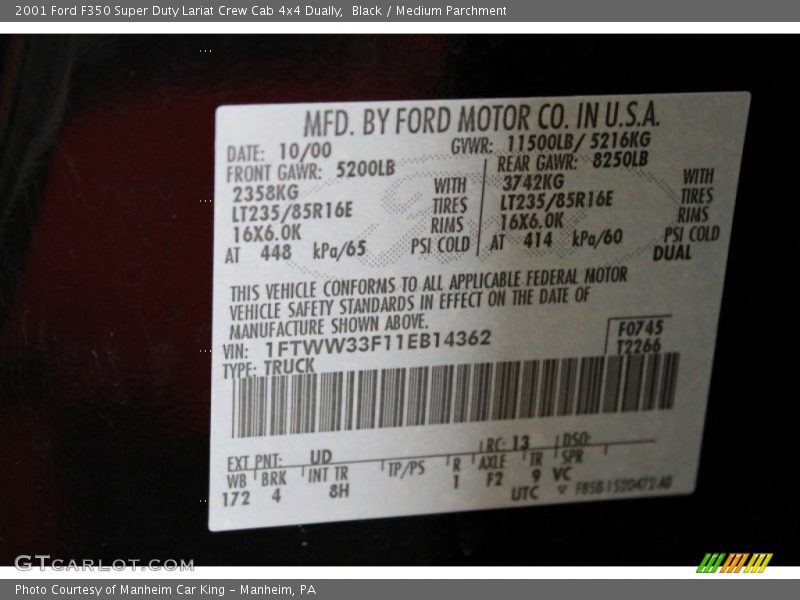 2001 Ford F350 Super Duty Lariat Crew Cab 4x4 Dually, Black / Medium Parchment
MFD. BY FORD MOTOR CO. IN U.S.A.
DATE: 10/00 GVWR: 11500LB/ 5216KG
FRONT GAWR: 5200LB REAR GAWR: 8250LB
2358KG WITH 3742KG WITH
LT235/85R16E TIRES LT235/85R16E TIRES
16X6.0K RIMS 16X6.0K RIMS
AT 448 kPa/65 PSI COLD AT 414 kPa/60 PSI COLD
DUAL
THIS VEHICLE CONFORMS TO ALL APPLICABLE FEDERAL MOTOR
VEHICLE SAFETY STANDARDS IN EFFECT ON THE DATE OF
MANUFACTURE SHOWN ABOVE.
VIN: 1FTWW33F11EB14362 F0745
TYPE: TRUCK T2266
EXT PNT: UD RC: 13 DSO:
WB BRK INT TR TP/PS R AXLE TR SPR
172 4 8H 1 F2 9 VC
UTC F85B-1520472-AB
GTCARLOT.COM
Photo Courtesy of Manheim Car King - Manheim, PA